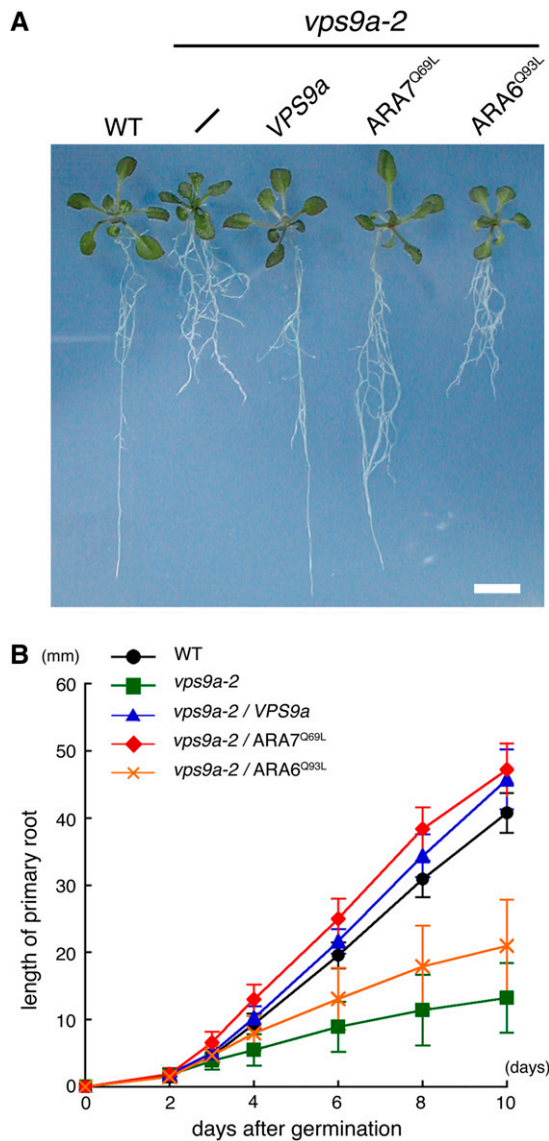 A
vps9a-2
WT / VPS9a ARA7Q69L ARA6Q93L
B (mm)
WT
vps9a-2
vps9a-2 / VPS9a
vps9a-2 / ARA7Q69L
vps9a-2 / ARA6Q93L
60
50
40
30
20
10
0
length of primary root
0 2 4 6 8 10
(days)
days after germination